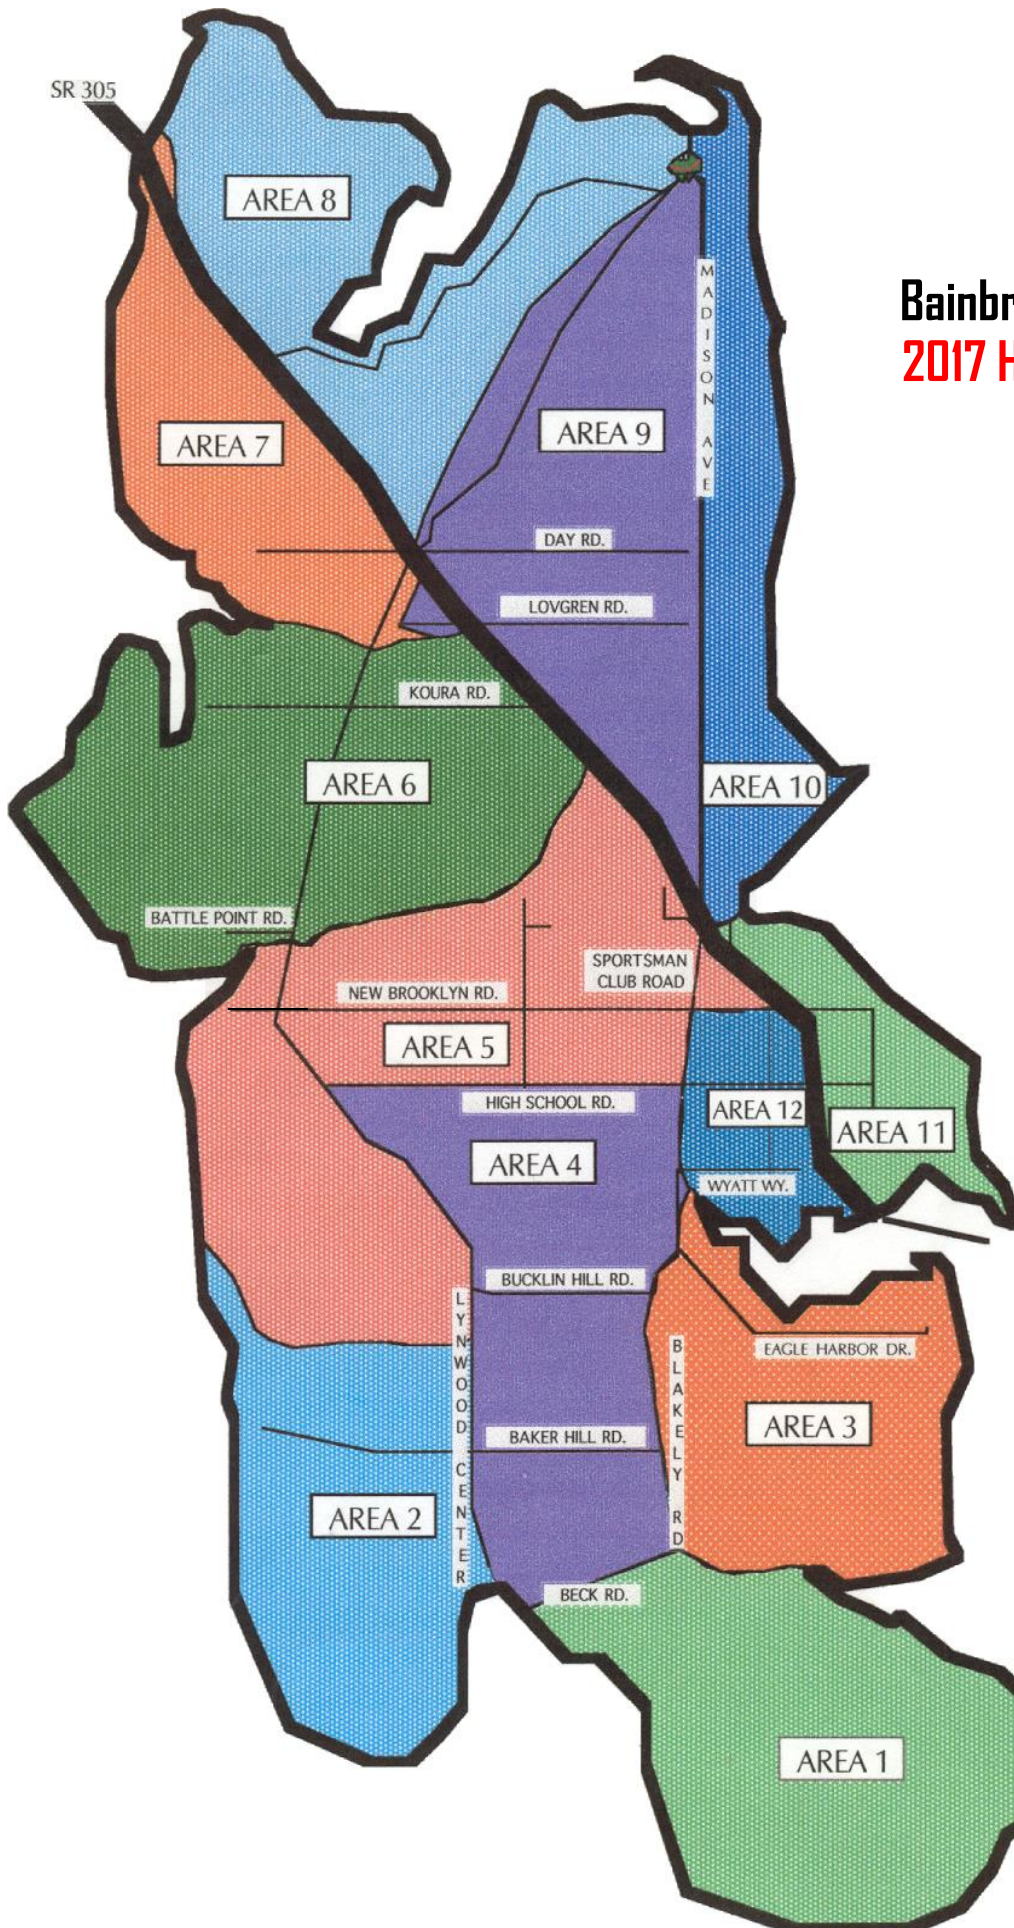 SR 305
AREA 8
MADISON AVE
Bainbr
2017 H
AREA 7
AREA 9
DAY RD.
LOVGREN RD.
KOURA RD.
AREA 6
AREA 10
BATTLE POINT RD.
SPORTSMAN
CLUB ROAD
NEW BROOKLYN RD.
AREA 5
HIGH SCHOOL RD.
AREA 12
AREA 11
AREA 4
WYATT WY.
BUCKLIN HILL RD.
LYNWOOD CENTER
EAGLE HARBOR DR.
BLAKELY RD
AREA 3
BAKER HILL RD.
AREA 2
BECK RD.
AREA 1